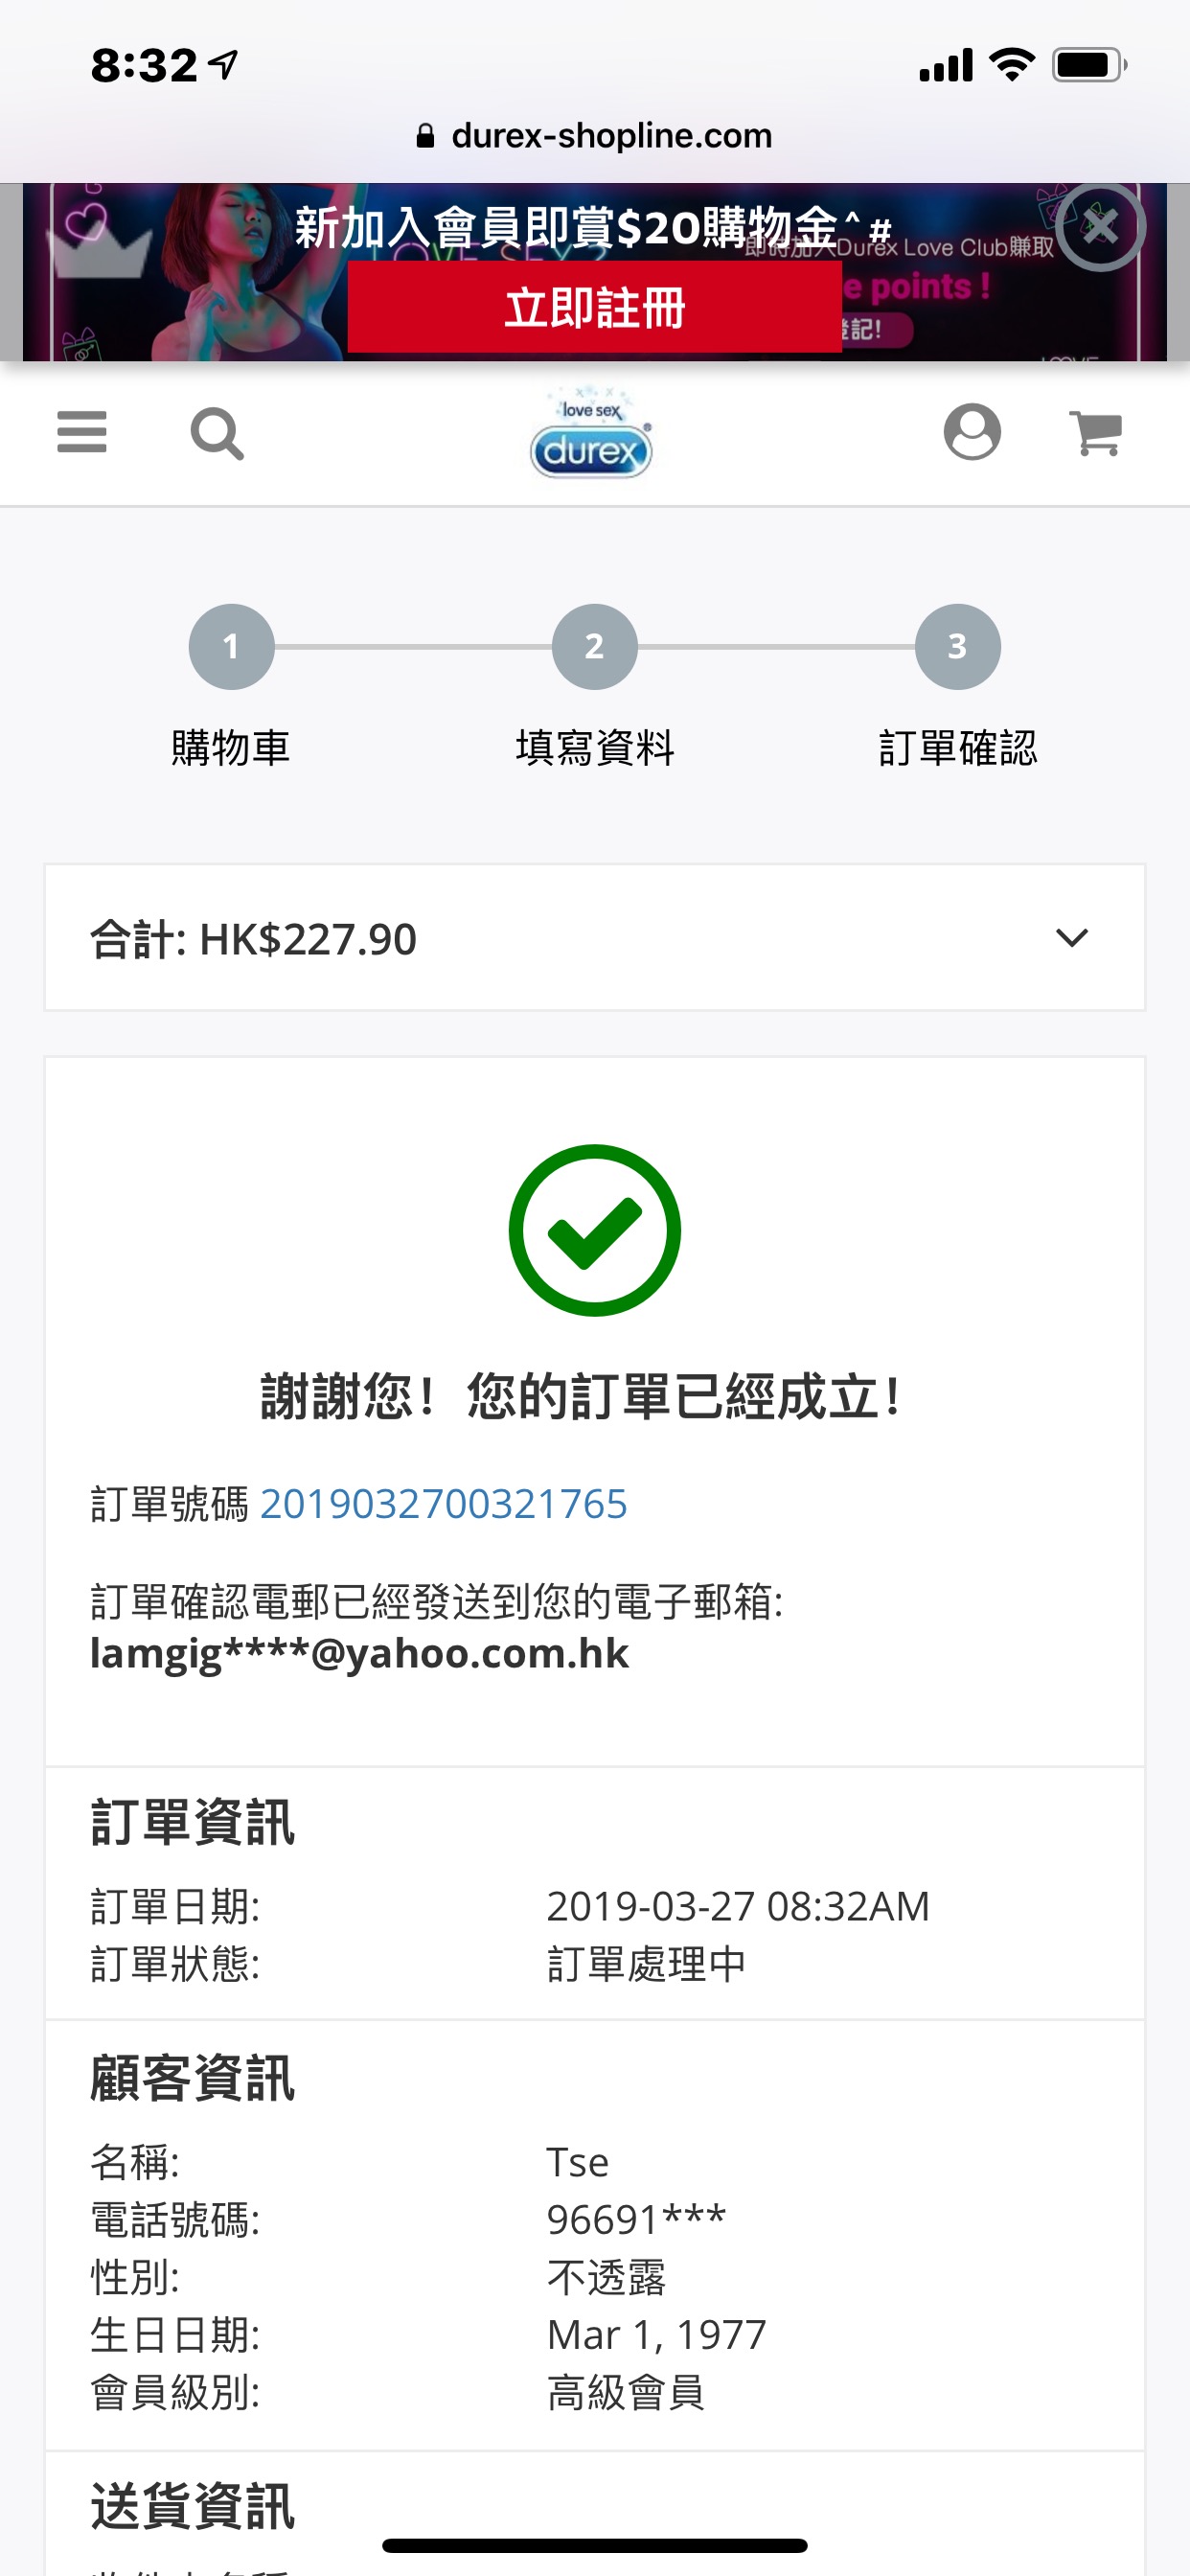 8:32
durex-shopline.com
新加入會員即賞$20購物金^#
即時加入Durex Love Club賺取
立即註冊
e points !
登記!
love sex
durex
1
2
3
購物車
填寫資料
訂單確認
合計: HK$227.90
謝謝您！您的訂單已經成立！
訂單號碼 2019032700321765
訂單確認電郵已經發送到您的電子郵箱:
lamgig****@yahoo.com.hk
訂單資訊
訂單日期: 2019-03-27 08:32AM
訂單狀態: 訂單處理中
顧客資訊
名稱: Tse
電話號碼: 96691***
性別: 不透露
生日日期: Mar 1, 1977
會員級別: 高級會員
送貨資訊